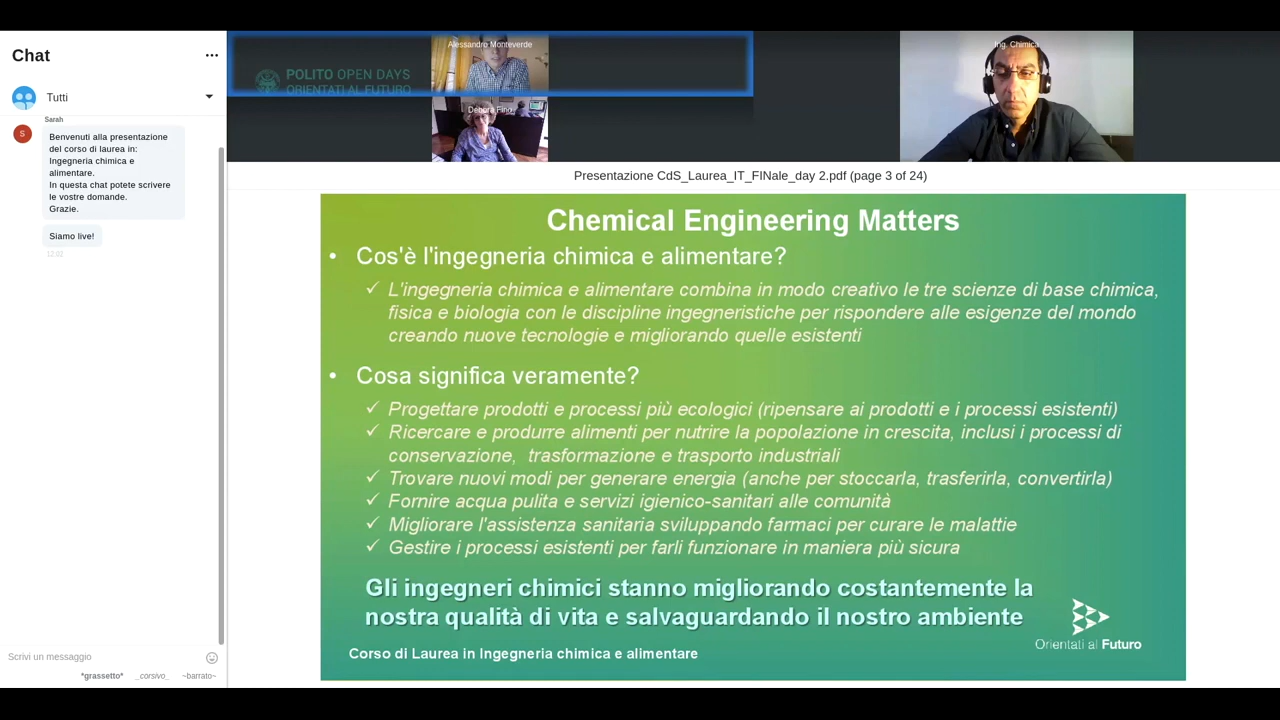 Chat
Tutti
Sarah
S
Benvenuti alla presentazione
del corso di laurea in:
Ingegneria chimica e
alimentare.
In questa chat potete scrivere
le vostre domande.
Grazie.
Siamo live!
12:02
Scrivi un messaggio
*grassetto* _corsivo_ ~barrato~
Alessandro Monteverde
POLITO OPEN DAYS
ORIENTATI AL FUTURO
Debora Fino
Ing. Chimica
Presentazione CdS_Laurea_IT_FINale_day 2.pdf (page 3 of 24)
Chemical Engineering Matters
• Cos'è l'ingegneria chimica e alimentare?
✓ L'ingegneria chimica e alimentare combina in modo creativo le tre scienze di base chimica,
fisica e biologia con le discipline ingegneristiche per rispondere alle esigenze del mondo
creando nuove tecnologie e migliorando quelle esistenti
• Cosa significa veramente?
✓ Progettare prodotti e processi più ecologici (ripensare ai prodotti e i processi esistenti)
✓ Ricercare e produrre alimenti per nutrire la popolazione in crescita, inclusi i processi di
conservazione, trasformazione e trasporto industriali
✓ Trovare nuovi modi per generare energia (anche per stoccarla, trasferirla, convertirla)
✓ Fornire acqua pulita e servizi igienico-sanitari alle comunità
✓ Migliorare l'assistenza sanitaria sviluppando farmaci per curare le malattie
✓ Gestire i processi esistenti per farli funzionare in maniera più sicura
Gli ingegneri chimici stanno migliorando costantemente la
nostra qualità di vita e salvaguardando il nostro ambiente
Orientati al Futuro
Corso di Laurea in Ingegneria chimica e alimentare